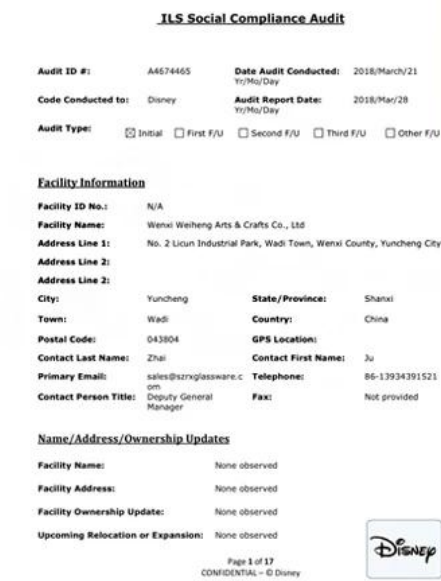 ILS Social Compliance Audit
Audit ID #: A4674465 Date Audit Conducted: 2018/March/21
Yr/Mo/Day
Code Conducted to: Disney Audit Report Date: 2018/Mar/28
Yr/Mo/Day
Audit Type: ☒ Initial ☐ First F/U ☐ Second F/U ☐ Third F/U ☐ Other F/U
Facility Information
Facility ID No.: N/A
Facility Name: Wenxi Weiheng Arts & Crafts Co., Ltd
Address Line 1: No. 2 Licun Industrial Park, Wadi Town, Wenxi County, Yuncheng City
Address Line 2:
Address Line 2:
City: Yuncheng State/Province: Shanxi
Town: Wadi Country: China
Postal Code: 043804 GPS Location:
Contact Last Name: Zhai Contact First Name: Ju
Primary Email: sales@szrxglassware.c Telephone: 86-13934391521
om
Contact Person Title: Deputy General Fax: Not provided
Manager
Name/Address/Ownership Updates
Facility Name: None observed
Facility Address: None observed
Facility Ownership Update: None observed
Upcoming Relocation or Expansion: None observed
Page 1 of 17
CONFIDENTIAL – © Disney
Disney